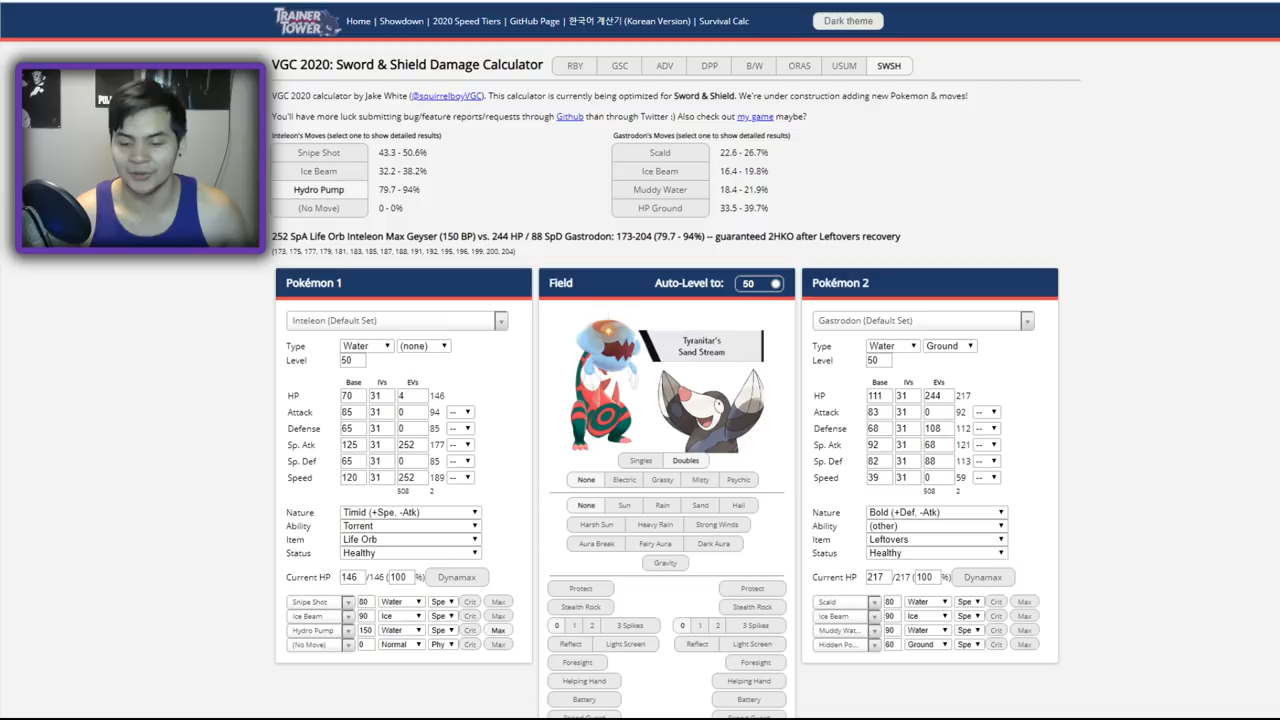 TRAINER TOWER
Home | Showdown | 2020 Speed Tiers | GitHub Page | 한국어 계산기 (Korean Version) | Survival Calc
Dark theme
VGC 2020: Sword & Shield Damage Calculator
RBY GSC ADV DPP B/W ORAS USUM SWSH
VGC 2020 calculator by Jake White (@squirrelboyVGC). This calculator is currently being optimized for Sword & Shield. We're under construction adding new Pokemon & moves!
You'll have more luck submitting bug/feature reports/requests through Github than through Twitter :) Also check out my game maybe?
Inteleon's Moves (select one to show detailed results)
Snipe Shot 43.3 - 50.6%
Ice Beam 32.2 - 38.2%
Hydro Pump 79.7 - 94%
(No Move) 0 - 0%
Gastrodon's Moves (select one to show detailed results)
Scald 22.6 - 26.7%
Ice Beam 16.4 - 19.8%
Muddy Water 18.4 - 21.9%
HP Ground 33.5 - 39.7%
252 SpA Life Orb Inteleon Max Geyser (150 BP) vs. 244 HP / 88 SpD Gastrodon: 173-204 (79.7 - 94%) -- guaranteed 2HKO after Leftovers recovery
(173, 175, 177, 179, 181, 183, 185, 187, 188, 191, 192, 195, 196, 199, 200, 204)
Pokémon 1
Inteleon (Default Set)
Type Water (none)
Level 50
Base IVs EVs
HP 70 31 4 146
Attack 85 31 0 94 --
Defense 65 31 0 85 --
Sp. Atk 125 31 252 177 --
Sp. Def 65 31 0 85 --
Speed 120 31 252 189 --
508 2
Nature Timid (+Spe, -Atk)
Ability Torrent
Item Life Orb
Status Healthy
Current HP 146 /146 (100 %) Dynamax
Snipe Shot 80 Water Spe Crit Max
Ice Beam 90 Ice Spe Crit Max
Hydro Pump 150 Water Spe Crit Max
(No Move) 0 Normal Phy Crit Max
Field Auto-Level to: 50
Tyranitar's
Sand Stream
Singles Doubles
None Electric Grassy Misty Psychic
None Sun Rain Sand Hail
Harsh Sun Heavy Rain Strong Winds
Aura Break Fairy Aura Dark Aura
Gravity
Protect Protect
Stealth Rock Stealth Rock
0 1 2 3 Spikes 0 1 2 3 Spikes
Reflect Light Screen Reflect Light Screen
Foresight Foresight
Helping Hand Helping Hand
Battery Battery
Pokémon 2
Gastrodon (Default Set)
Type Water Ground
Level 50
Base IVs EVs
HP 111 31 244 217
Attack 83 31 0 92 --
Defense 68 31 108 112 --
Sp. Atk 92 31 68 121 --
Sp. Def 82 31 88 113 --
Speed 39 31 0 59 --
508 2
Nature Bold (+Def, -Atk)
Ability (other)
Item Leftovers
Status Healthy
Current HP 217 /217 (100 %) Dynamax
Scald 80 Water Spe Crit Max
Ice Beam 90 Ice Spe Crit Max
Muddy Wat... 90 Water Spe Crit Max
Hidden Po... 60 Ground Spe Crit Max